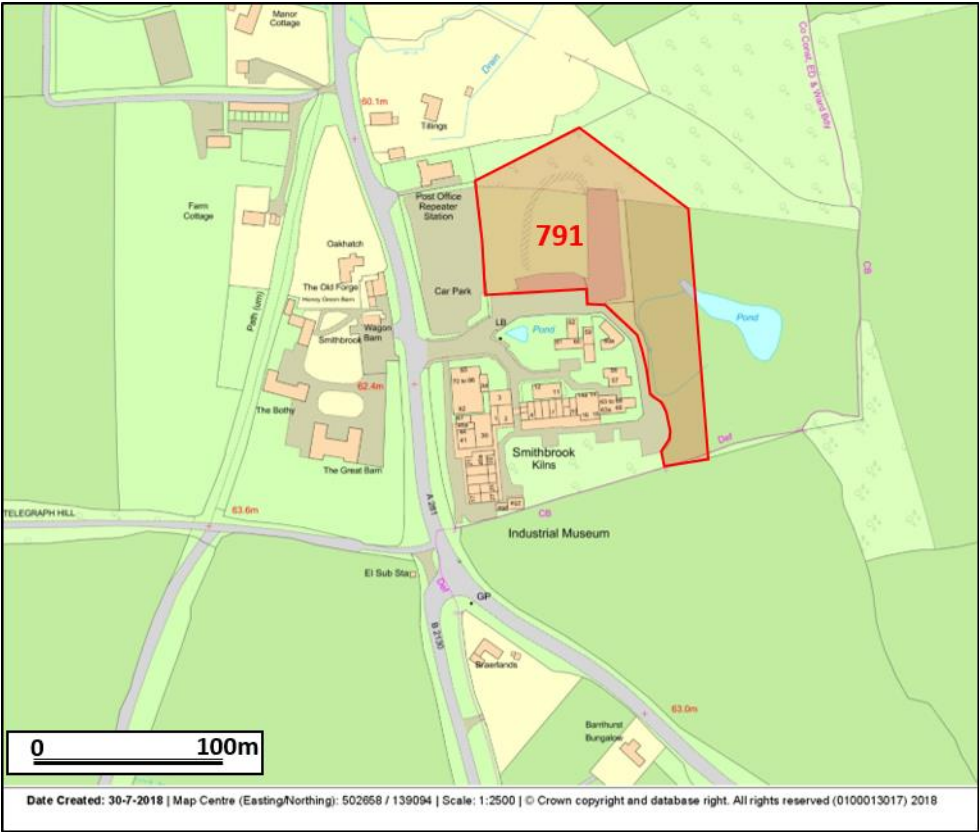 Manor
Cottage
Drain
Co Const, ED & Ward Bdy
60.1m
Tillings
Post Office
Repeater
Station
Farm
Cottage
791
Oakhatch
The Old Forge
Honey Green Barn
Car Park
Path (um)
CB
Pond
Wagon
Barn
Smithbrook
LB
Pond
62.4m
The Bothy
The Great Barn
Smithbrook
Kilns
Def
CB
A 281
TELEGRAPH HILL
63.6m
Industrial Museum
El Sub Sta
Def
GP
B 2130
Braerlands
63.0m
Barnhurst
Bungalow
0 100m
Date Created: 30-7-2018 | Map Centre (Easting/Northing): 502658 / 139094 | Scale: 1:2500 | © Crown copyright and database right. All rights reserved (0100013017) 2018